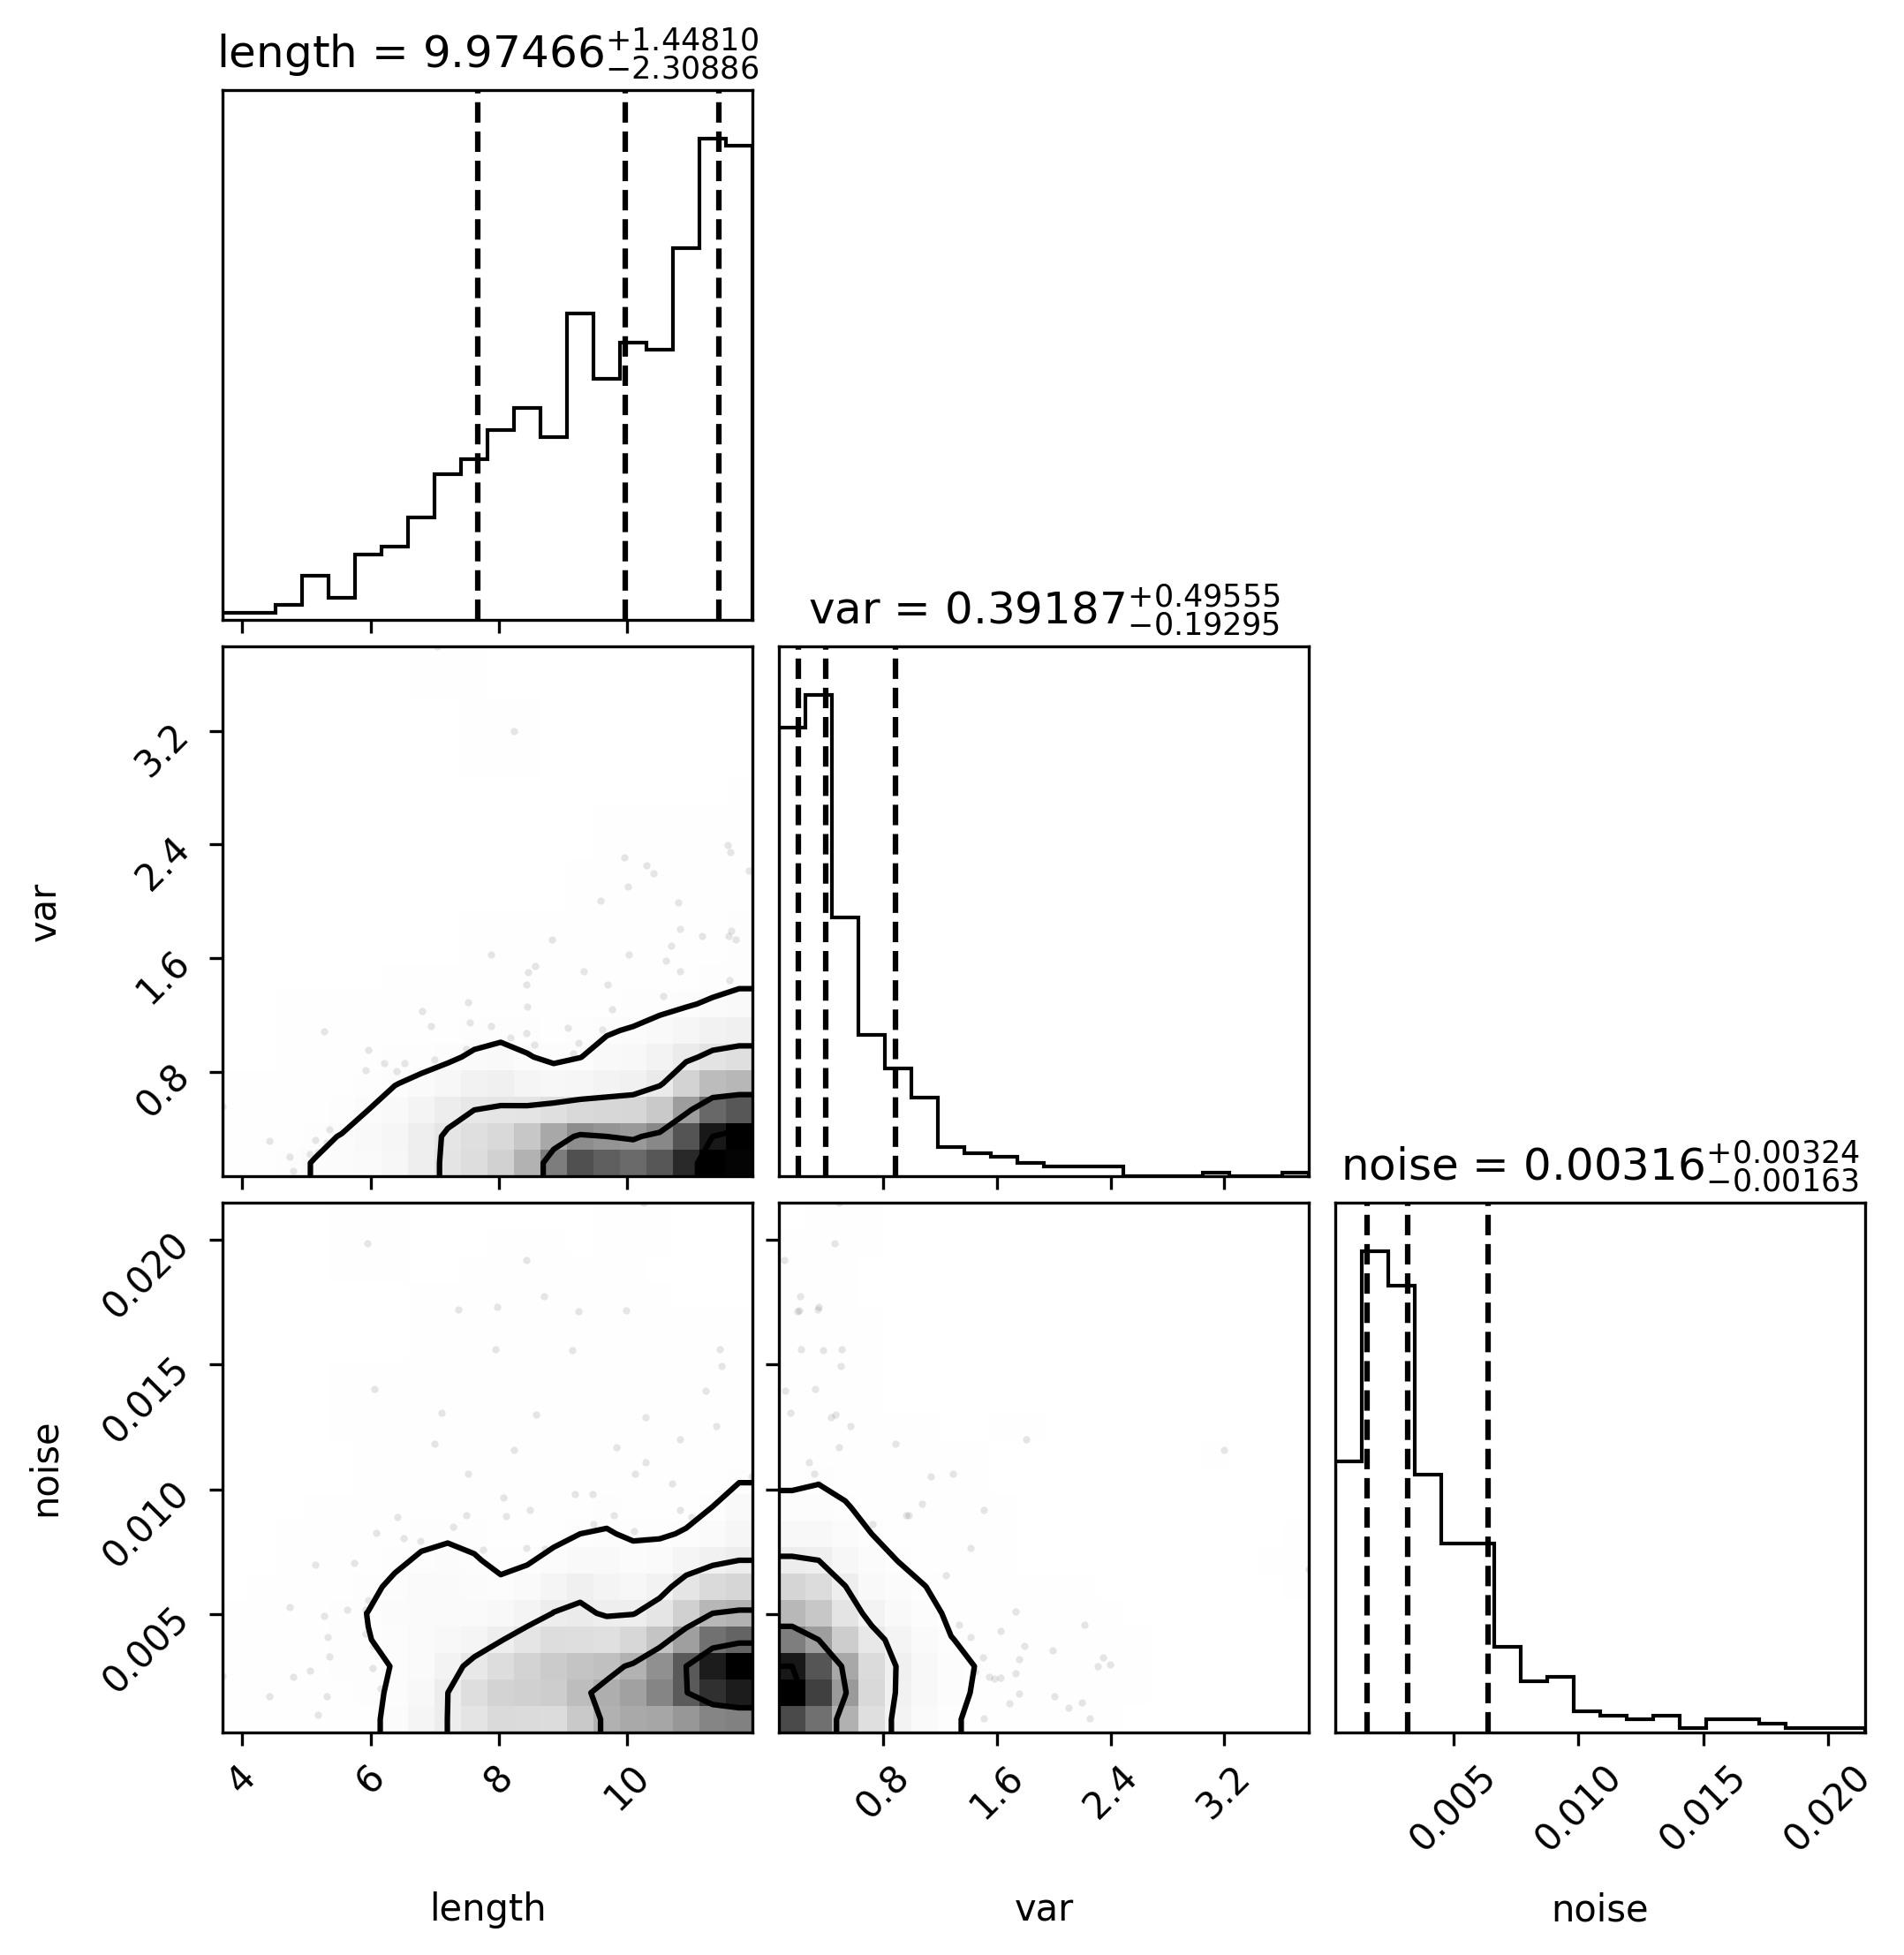 length = 9.97466+1.44810−2.30886
var = 0.39187+0.49555−0.19295
3.2
2.4
1.6
0.8
var
noise = 0.00316+0.00324−0.00163
0.020
0.015
0.010
0.005
noise
4 6 8 10 0.8 1.6 2.4 3.2 0.005 0.010 0.015 0.020
length var noise